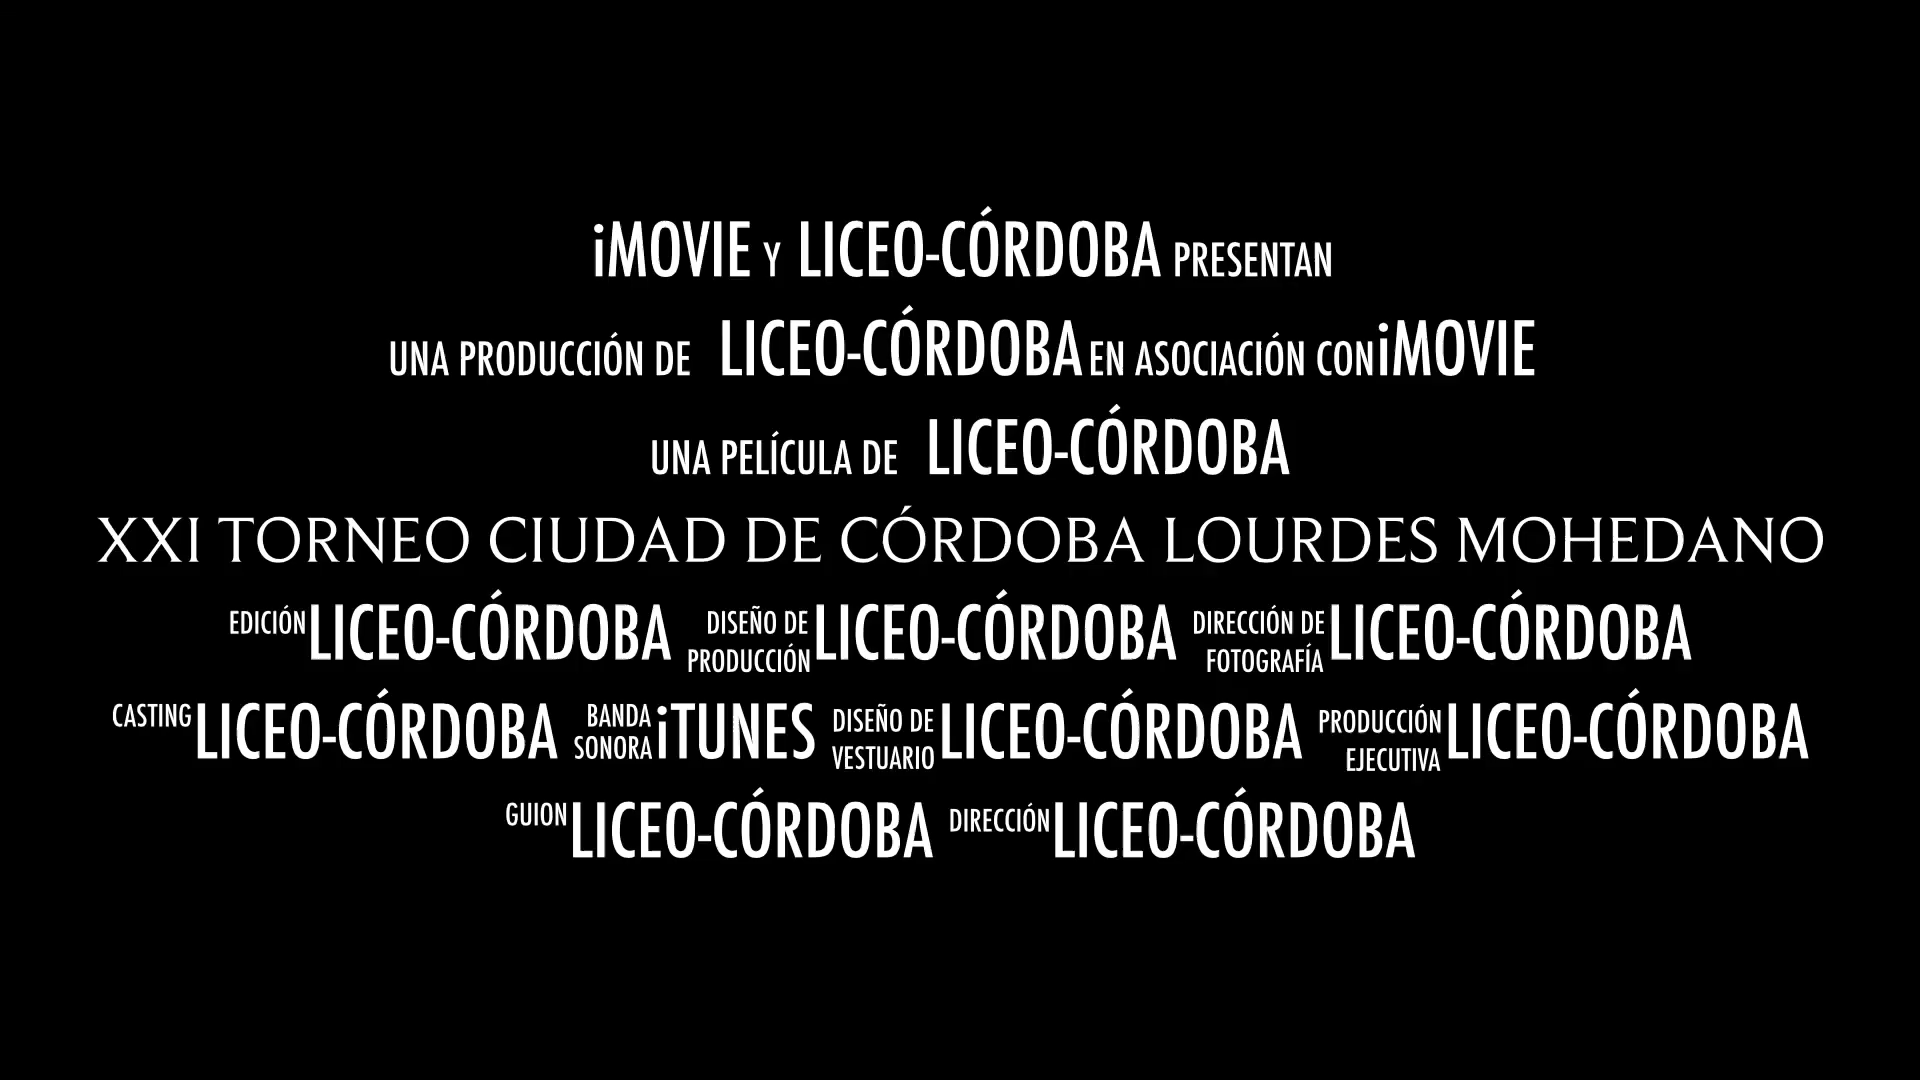 iMOVIE Y LICEO-CÓRDOBA PRESENTAN
UNA PRODUCCIÓN DE LICEO-CÓRDOBA EN ASOCIACIÓN CON iMOVIE
UNA PELÍCULA DE LICEO-CÓRDOBA
XXI TORNEO CIUDAD DE CÓRDOBA LOURDES MOHEDANO
EDICIÓN LICEO-CÓRDOBA DISEÑO DE PRODUCCIÓN LICEO-CÓRDOBA DIRECCIÓN DE FOTOGRAFÍA LICEO-CÓRDOBA
CASTING LICEO-CÓRDOBA BANDA SONORA iTUNES DISEÑO DE VESTUARIO LICEO-CÓRDOBA PRODUCCIÓN EJECUTIVA LICEO-CÓRDOBA
GUION LICEO-CÓRDOBA DIRECCIÓN LICEO-CÓRDOBA